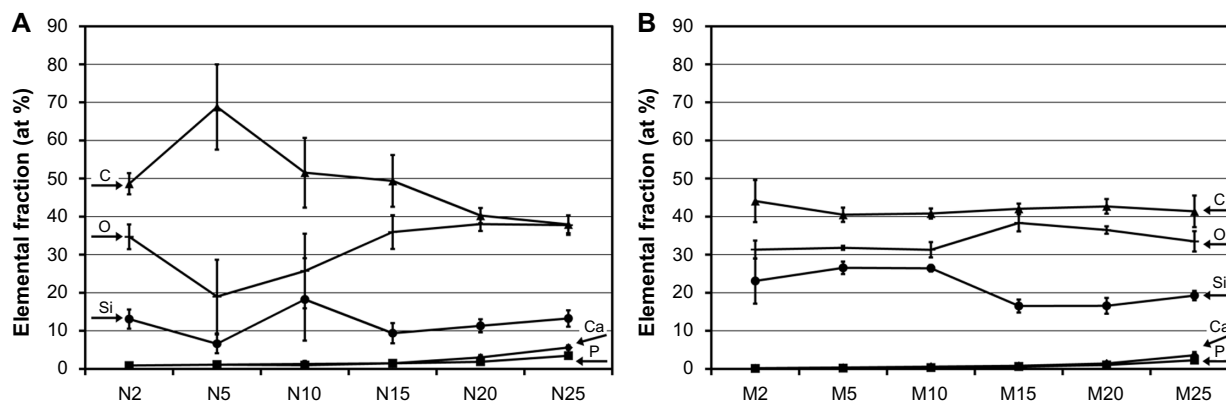 A
Elemental fraction (at %)
90
80
70
60
50
40
30
20
10
0
C
O
Si
Ca
P
N2 N5 N10 N15 N20 N25
B
Elemental fraction (at %)
90
80
70
60
50
40
30
20
10
0
C
O
Si
Ca
P
M2 M5 M10 M15 M20 M25